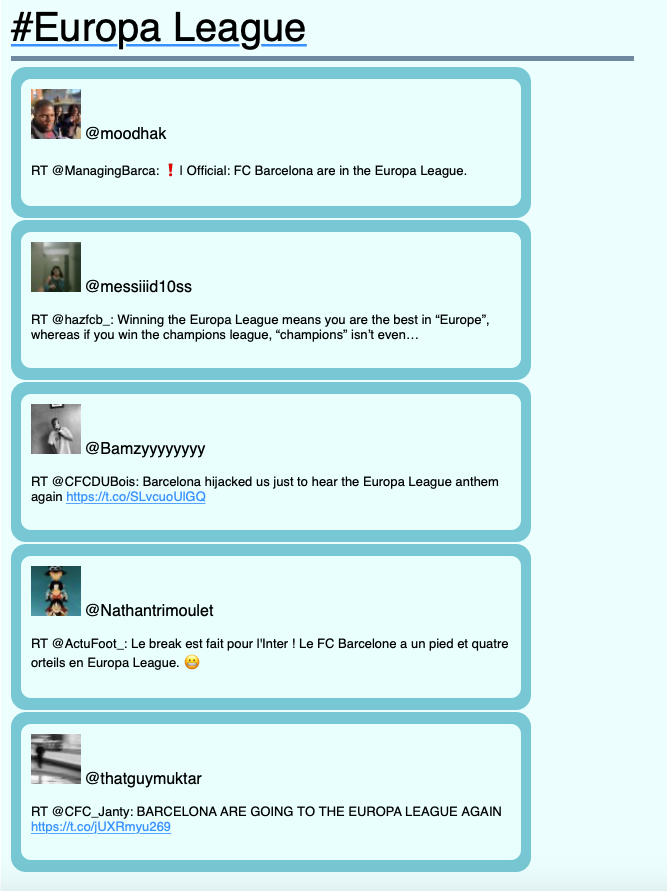 #Europa League
@moodhak
RT @ManagingBarca: ❗| Official: FC Barcelona are in the Europa League.
@messiiid10ss
RT @hazfcb_: Winning the Europa League means you are the best in “Europe”,
whereas if you win the champions league, “champions” isn’t even…
@Bamzyyyyyyyy
RT @CFCDUBois: Barcelona hijacked us just to hear the Europa League anthem
again https://t.co/SLvcuoUlGQ
@Nathantrimoulet
RT @ActuFoot_: Le break est fait pour l'Inter ! Le FC Barcelone a un pied et quatre
orteils en Europa League. 😬
@thatguymuktar
RT @CFC_Janty: BARCELONA ARE GOING TO THE EUROPA LEAGUE AGAIN
https://t.co/jUXRmyu269